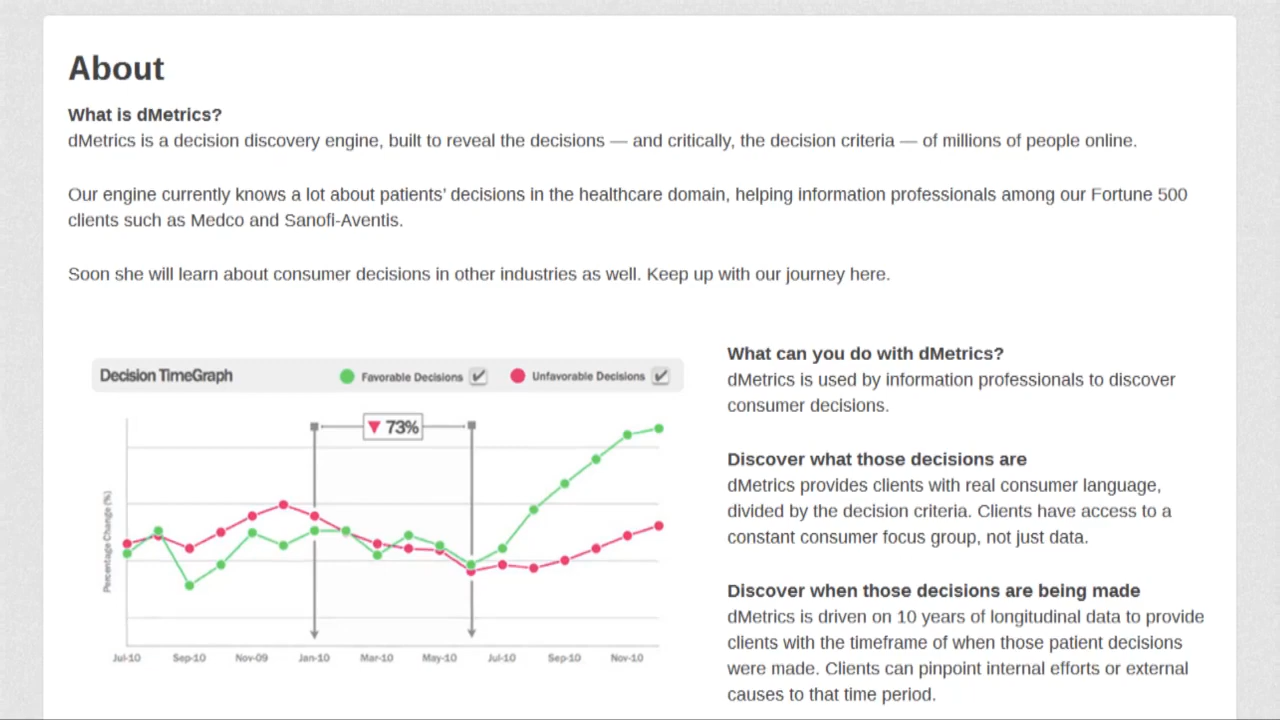 About
What is dMetrics?
dMetrics is a decision discovery engine, built to reveal the decisions — and critically, the decision criteria — of millions of people online.
Our engine currently knows a lot about patients' decisions in the healthcare domain, helping information professionals among our Fortune 500
clients such as Medco and Sanofi-Aventis.
Soon she will learn about consumer decisions in other industries as well. Keep up with our journey here.
Decision TimeGraph
Favorable Decisions
Unfavorable Decisions
73%
Percentage Change (%)
Jul-10 Sep-10 Nov-09 Jan-10 Mar-10 May-10 Jul-10 Sep-10 Nov-10
What can you do with dMetrics?
dMetrics is used by information professionals to discover
consumer decisions.
Discover what those decisions are
dMetrics provides clients with real consumer language,
divided by the decision criteria. Clients have access to a
constant consumer focus group, not just data.
Discover when those decisions are being made
dMetrics is driven on 10 years of longitudinal data to provide
clients with the timeframe of when those patient decisions
were made. Clients can pinpoint internal efforts or external
causes to that time period.